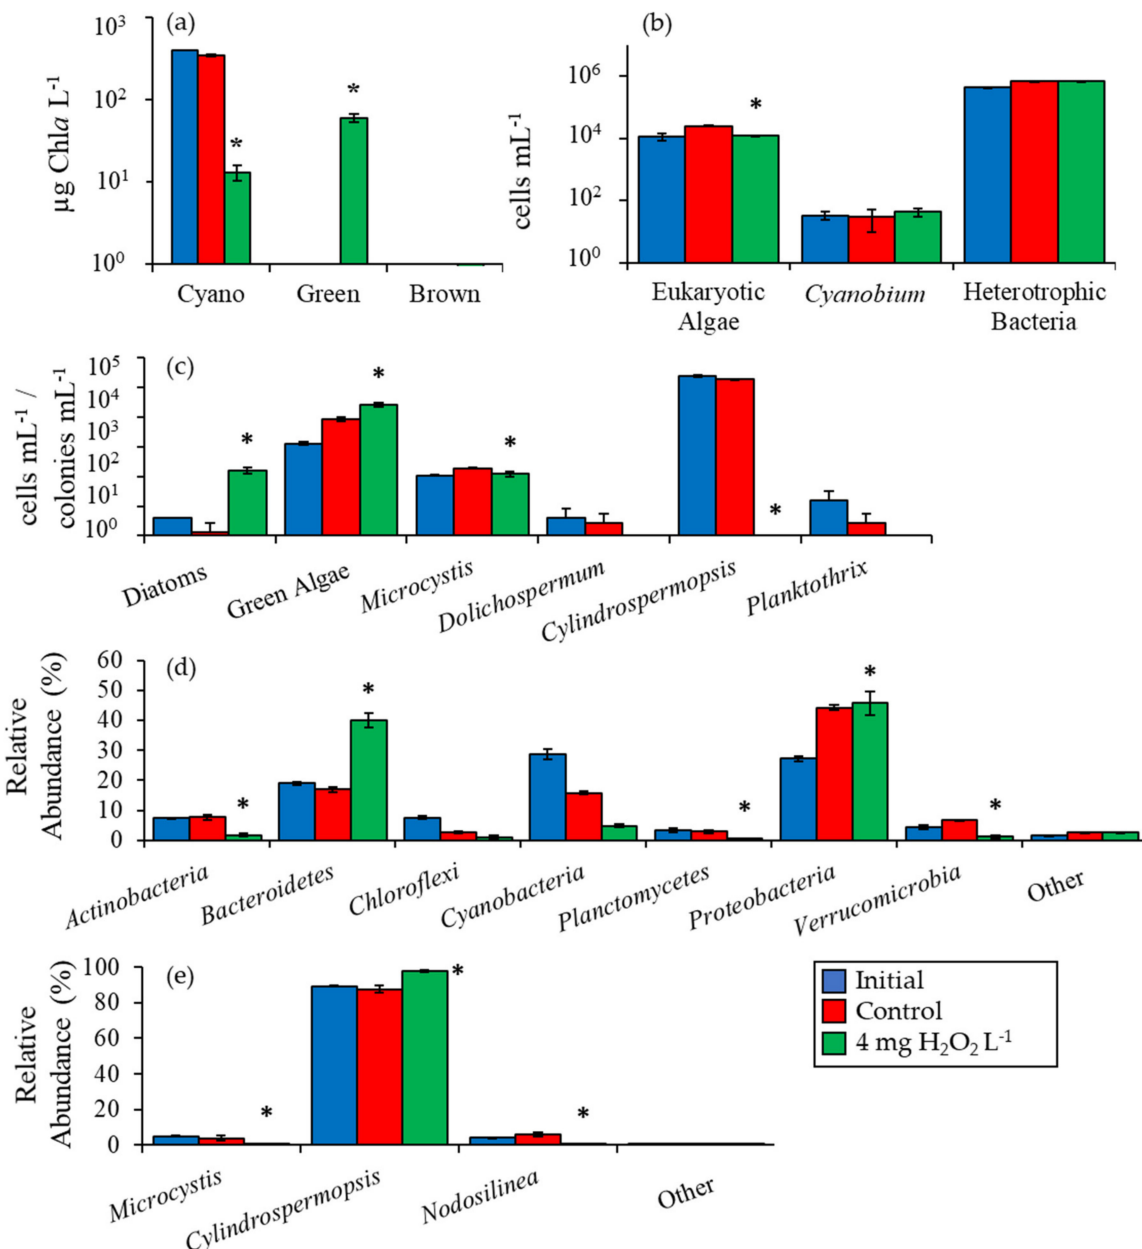 (a)
µg Chla L⁻¹
10³
10²
10¹
10⁰
*
*
Cyano
Green
Brown
(b)
cells mL⁻¹
10⁶
10⁴
10²
10⁰
*
Eukaryotic
Algae
Cyanobium
Heterotrophic
Bacteria
(c)
cells mL⁻¹ /
colonies mL⁻¹
10⁵
10⁴
10³
10²
10¹
10⁰
*
*
*
*
Diatoms
Green Algae
Microcystis
Dolichospermum
Cylindrospermopsis
Planktothrix
(d)
Relative
Abundance (%)
60
50
40
30
20
10
0
*
*
*
*
*
Actinobacteria
Bacteroidetes
Chloroflexi
Cyanobacteria
Planctomycetes
Proteobacteria
Verrucomicrobia
Other
(e)
Relative
Abundance (%)
100
80
60
40
20
0
*
*
*
Microcystis
Cylindrospermopsis
Nodosilinea
Other
Initial
Control
4 mg H₂O₂ L⁻¹